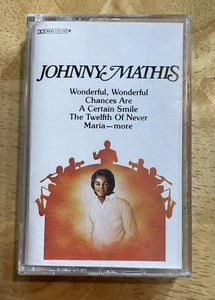 JOHNNY MATHIS
Wonderful, Wonderful
Chances Are
A Certain Smile
The Twelfth Of Never
Maria—more